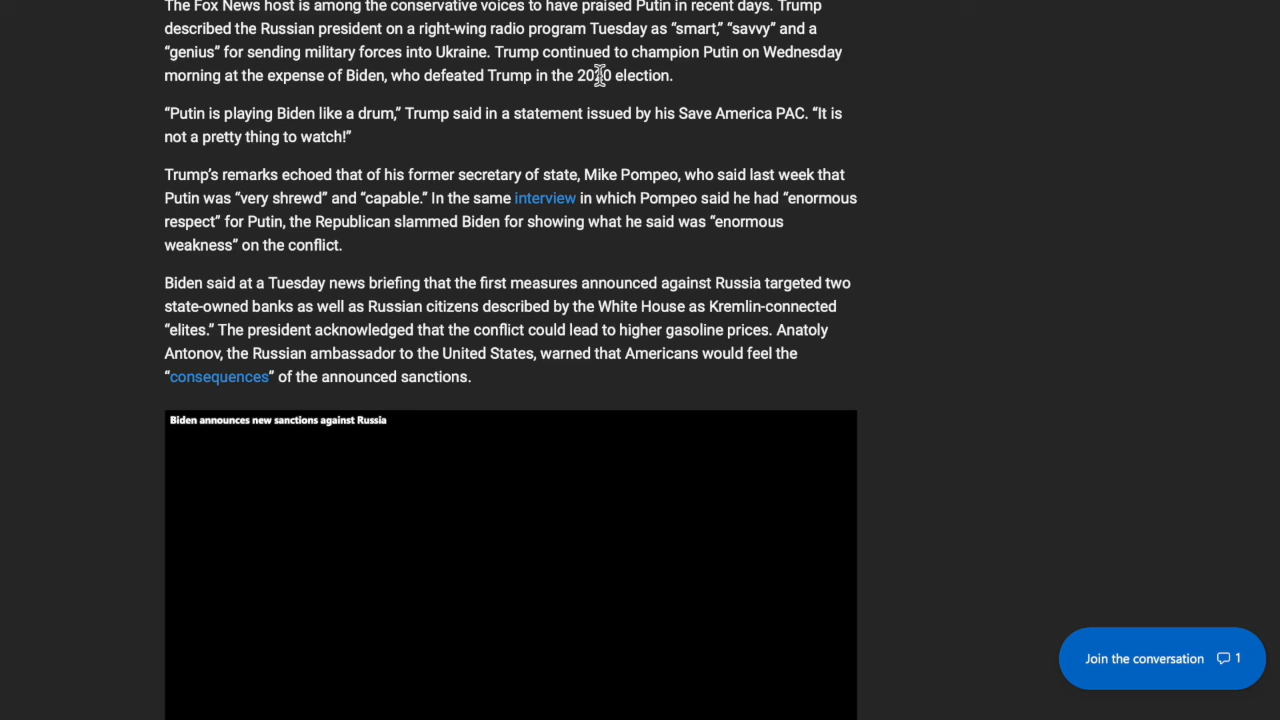 The Fox News host is among the conservative voices to have praised Putin in recent days. Trump
described the Russian president on a right-wing radio program Tuesday as “smart,” “savvy” and a
“genius” for sending military forces into Ukraine. Trump continued to champion Putin on Wednesday
morning at the expense of Biden, who defeated Trump in the 2020 election.
“Putin is playing Biden like a drum,” Trump said in a statement issued by his Save America PAC. “It is
not a pretty thing to watch!”
Trump’s remarks echoed that of his former secretary of state, Mike Pompeo, who said last week that
Putin was “very shrewd” and “capable.” In the same interview in which Pompeo said he had “enormous
respect” for Putin, the Republican slammed Biden for showing what he said was “enormous
weakness” on the conflict.
Biden said at a Tuesday news briefing that the first measures announced against Russia targeted two
state-owned banks as well as Russian citizens described by the White House as Kremlin-connected
“elites.” The president acknowledged that the conflict could lead to higher gasoline prices. Anatoly
Antonov, the Russian ambassador to the United States, warned that Americans would feel the
“consequences” of the announced sanctions.
Biden announces new sanctions against Russia
Join the conversation 1